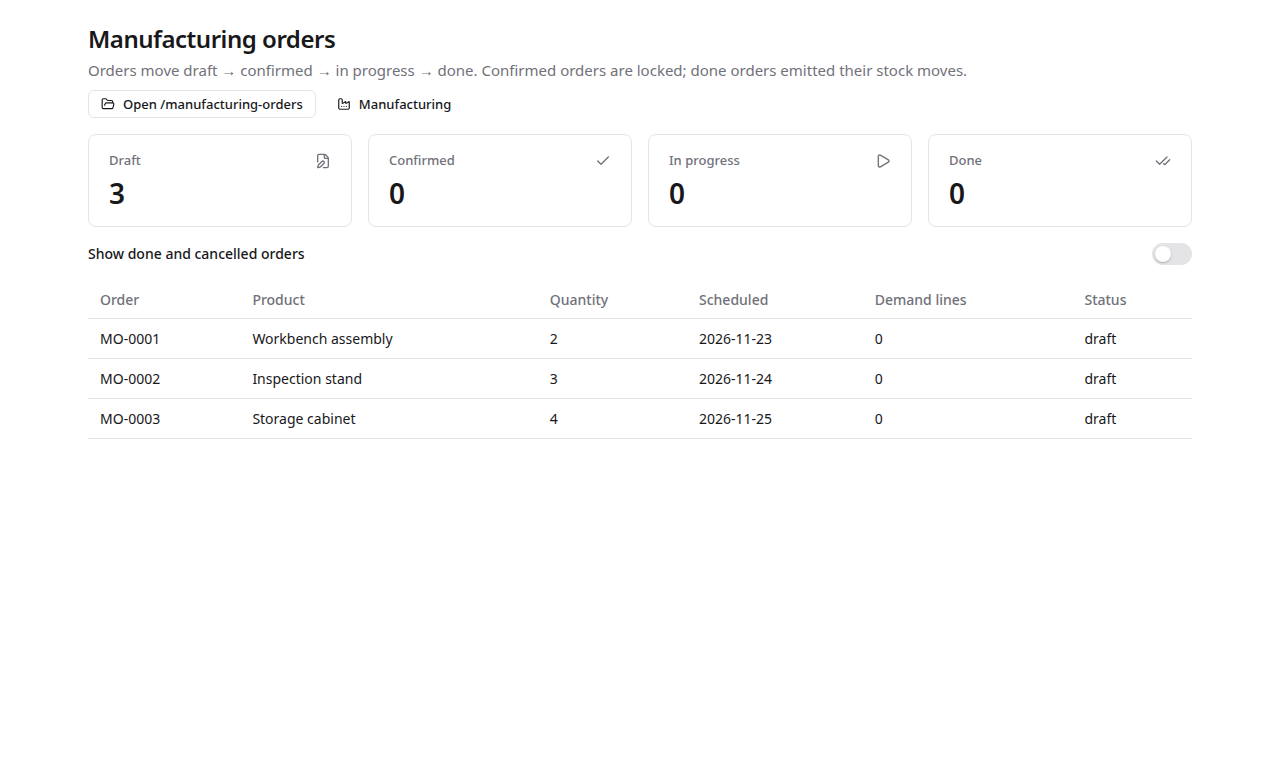 Manufacturing orders
Orders move draft → confirmed → in progress → done. Confirmed orders are locked; done orders emitted their stock moves.
Open /manufacturing-orders Manufacturing
Draft Confirmed In progress Done
3 0 0 0
Show done and cancelled orders
Order Product Quantity Scheduled Demand lines Status
MO-0001 Workbench assembly 2 2026-11-23 0 draft
MO-0002 Inspection stand 3 2026-11-24 0 draft
MO-0003 Storage cabinet 4 2026-11-25 0 draft